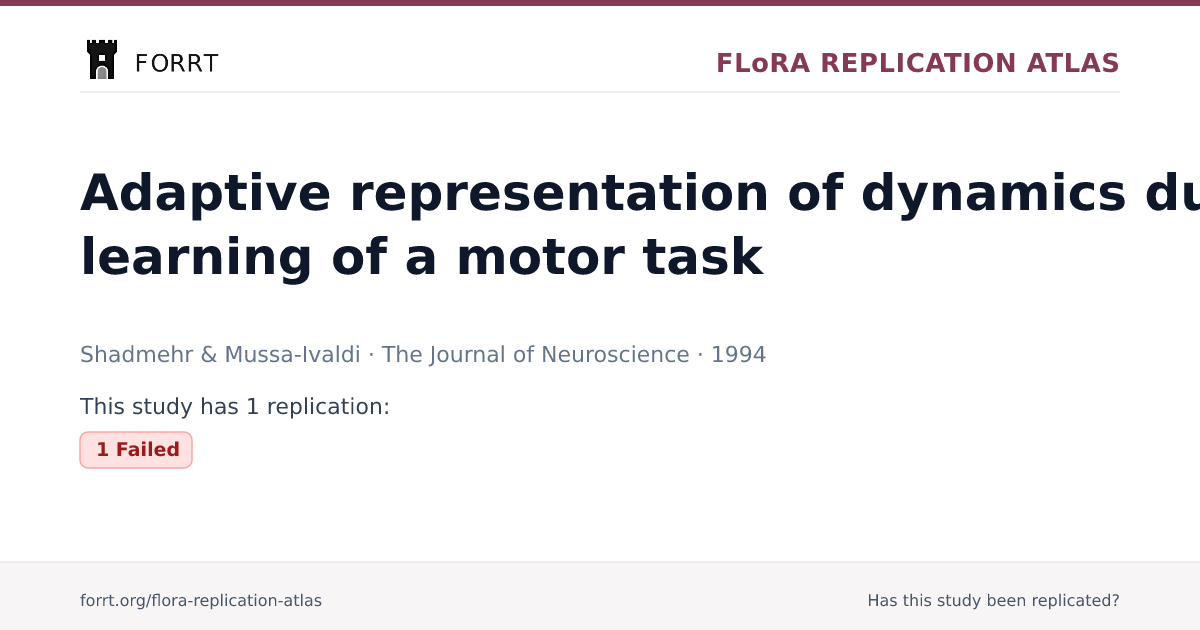 FORRT
FLoRA REPLICATION ATLAS
Adaptive representation of dynamics du
learning of a motor task
Shadmehr & Mussa-Ivaldi · The Journal of Neuroscience · 1994
This study has 1 replication:
1 Failed
forrt.org/flora-replication-atlas
Has this study been replicated?